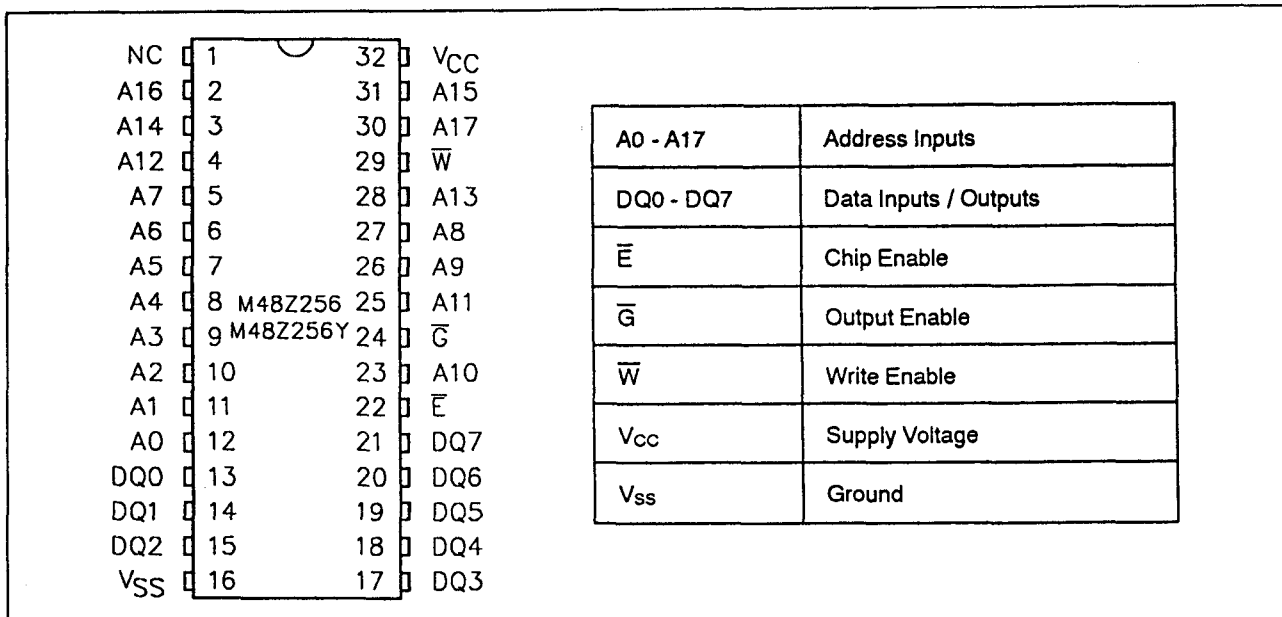 NC 1 32 VCC
A16 2 31 A15
A14 3 30 A17
A12 4 29 W̅
A7 5 28 A13
A6 6 27 A8
A5 7 26 A9
A4 8 M48Z256 25 A11
A3 9 M48Z256Y 24 G̅
A2 10 23 A10
A1 11 22 E̅
A0 12 21 DQ7
DQ0 13 20 DQ6
DQ1 14 19 DQ5
DQ2 15 18 DQ4
VSS 16 17 DQ3
A0 - A17 Address Inputs
DQ0 - DQ7 Data Inputs / Outputs
E̅ Chip Enable
G̅ Output Enable
W̅ Write Enable
VCC Supply Voltage
VSS Ground